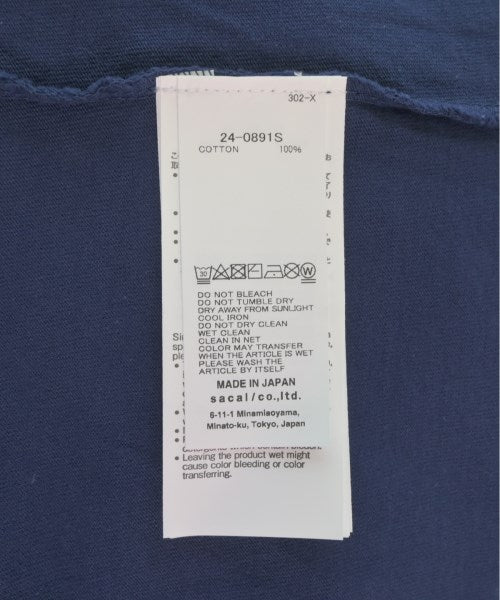 302-X
24-0891S
COTTON 100%
30
W
DO NOT BLEACH
DO NOT TUMBLE DRY
DRY AWAY FROM SUNLIGHT
COOL IRON
DO NOT DRY CLEAN
WET CLEAN
CLEAN IN NET
COLOR MAY TRANSFER
WHEN THE ARTICLE IS WET
PLEASE WASH THE
ARTICLE BY ITSELF
MADE IN JAPAN
sacai/co.,ltd.
6-11-1 Minamiaoyama,
Minato-ku, Tokyo, Japan
• Leaving the product wet might
cause color bleeding or color
transferring.